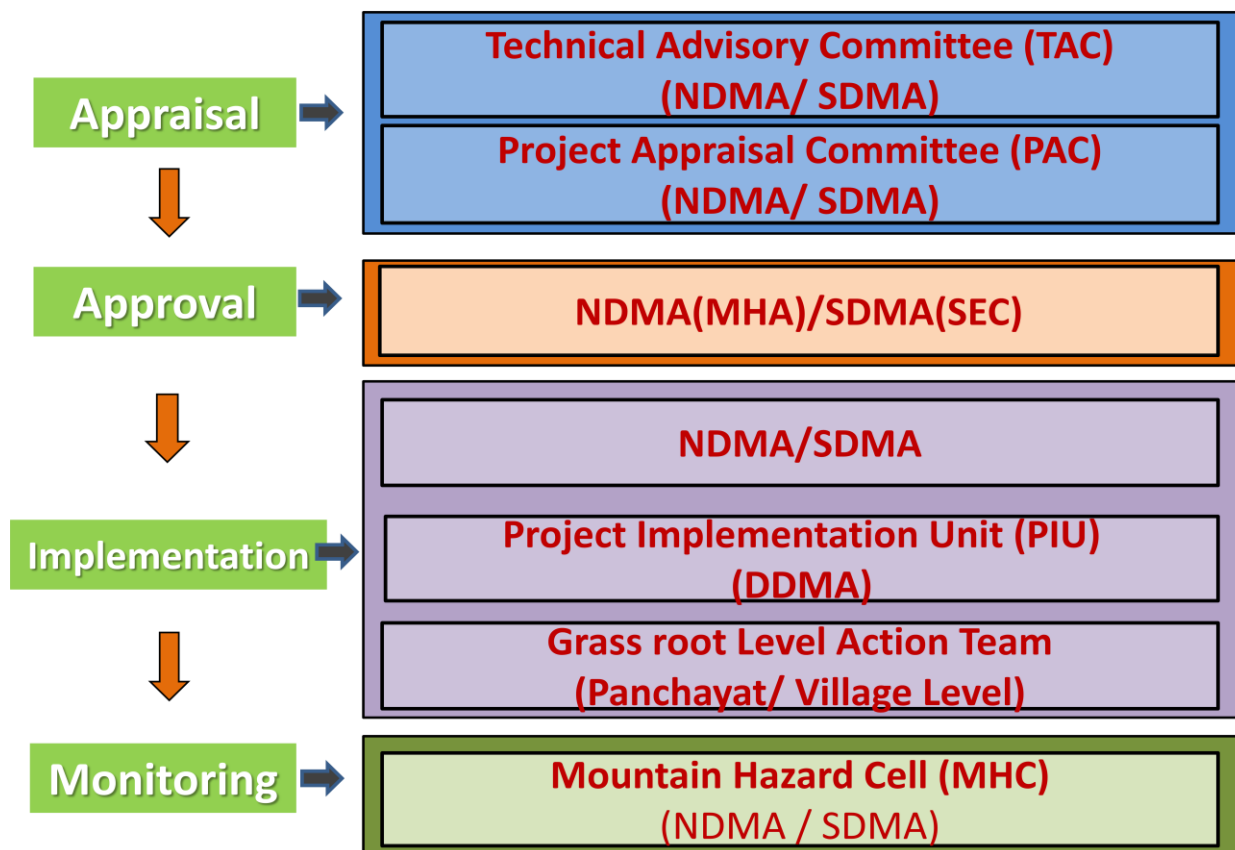 Appraisal
Technical Advisory Committee (TAC)
(NDMA/ SDMA)
Project Appraisal Committee (PAC)
(NDMA/ SDMA)
Approval
NDMA(MHA)/SDMA(SEC)
Implementation
NDMA/SDMA
Project Implementation Unit (PIU)
(DDMA)
Grass root Level Action Team
(Panchayat/ Village Level)
Monitoring
Mountain Hazard Cell (MHC)
(NDMA / SDMA)